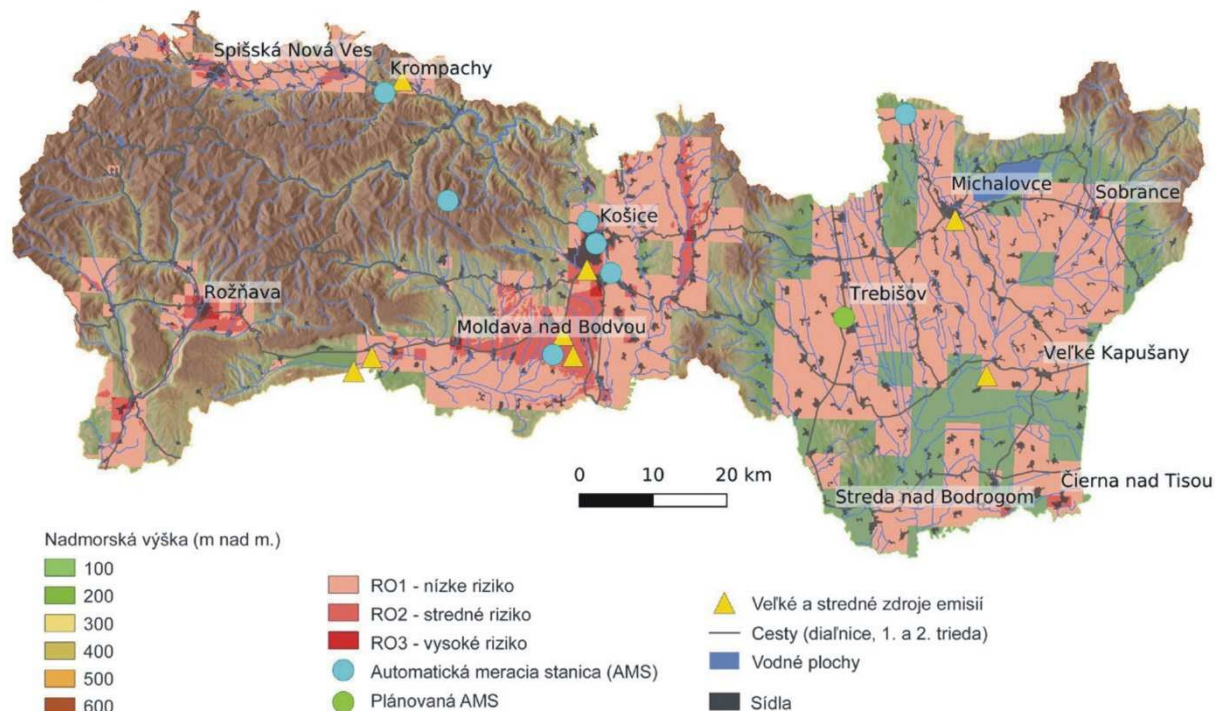 Spišská Nová Ves
Krompachy
Michalovce
Sobrance
Košice
Rožňava
Trebišov
Moldava nad Bodvou
Veľké Kapušany
0 10 20 km
Čierna nad Tisou
Streda nad Bodrogom
Nadmorská výška (m nad m.)
100
200
300
400
500
600
RO1 - nízke riziko
RO2 - stredné riziko
RO3 - vysoké riziko
Automatická meracia stanica (AMS)
Plánovaná AMS
Veľké a stredné zdroje emisií
Cesty (diaľnice, 1. a 2. trieda)
Vodné plochy
Sídla